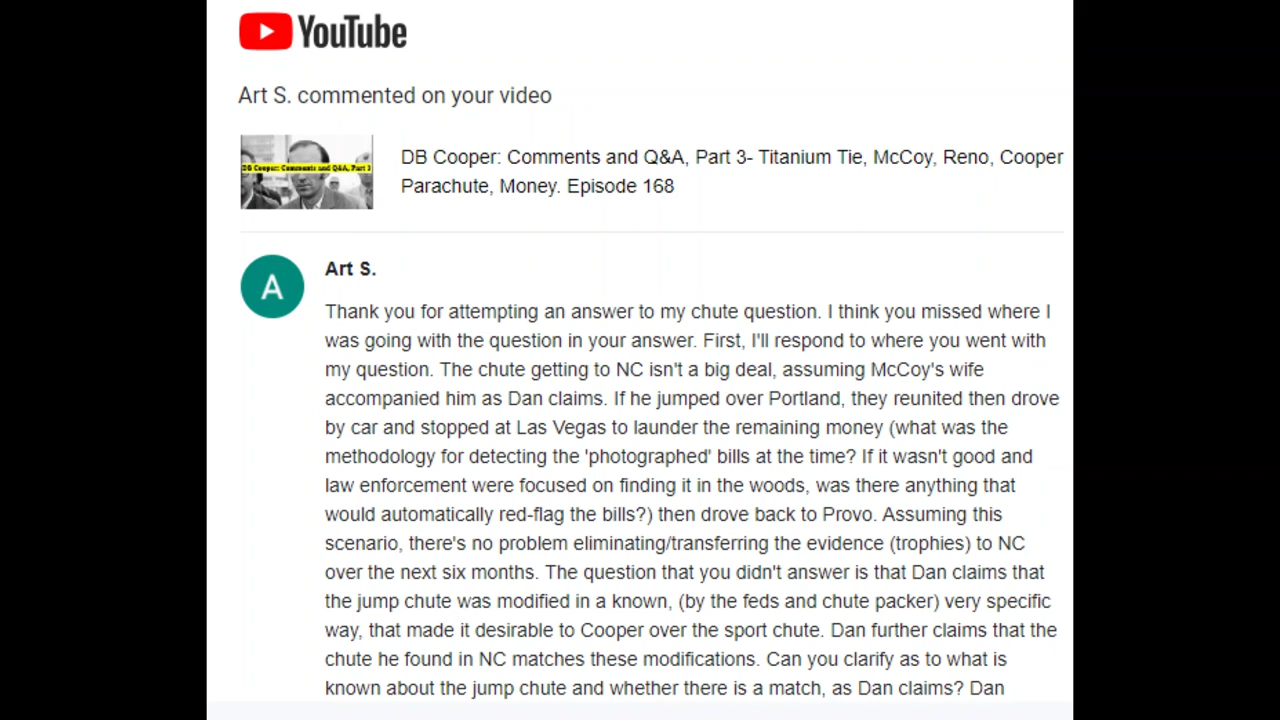 YouTube
Art S. commented on your video
DB Cooper: Comments and Q&A, Part 3
DB Cooper: Comments and Q&A, Part 3- Titanium Tie, McCoy, Reno, Cooper
Parachute, Money. Episode 168
A
Art S.
Thank you for attempting an answer to my chute question. I think you missed where I
was going with the question in your answer. First, I'll respond to where you went with
my question. The chute getting to NC isn't a big deal, assuming McCoy's wife
accompanied him as Dan claims. If he jumped over Portland, they reunited then drove
by car and stopped at Las Vegas to launder the remaining money (what was the
methodology for detecting the 'photographed' bills at the time? If it wasn't good and
law enforcement were focused on finding it in the woods, was there anything that
would automatically red-flag the bills?) then drove back to Provo. Assuming this
scenario, there's no problem eliminating/transferring the evidence (trophies) to NC
over the next six months. The question that you didn't answer is that Dan claims that
the jump chute was modified in a known, (by the feds and chute packer) very specific
way, that made it desirable to Cooper over the sport chute. Dan further claims that the
chute he found in NC matches these modifications. Can you clarify as to what is
known about the jump chute and whether there is a match, as Dan claims? Dan